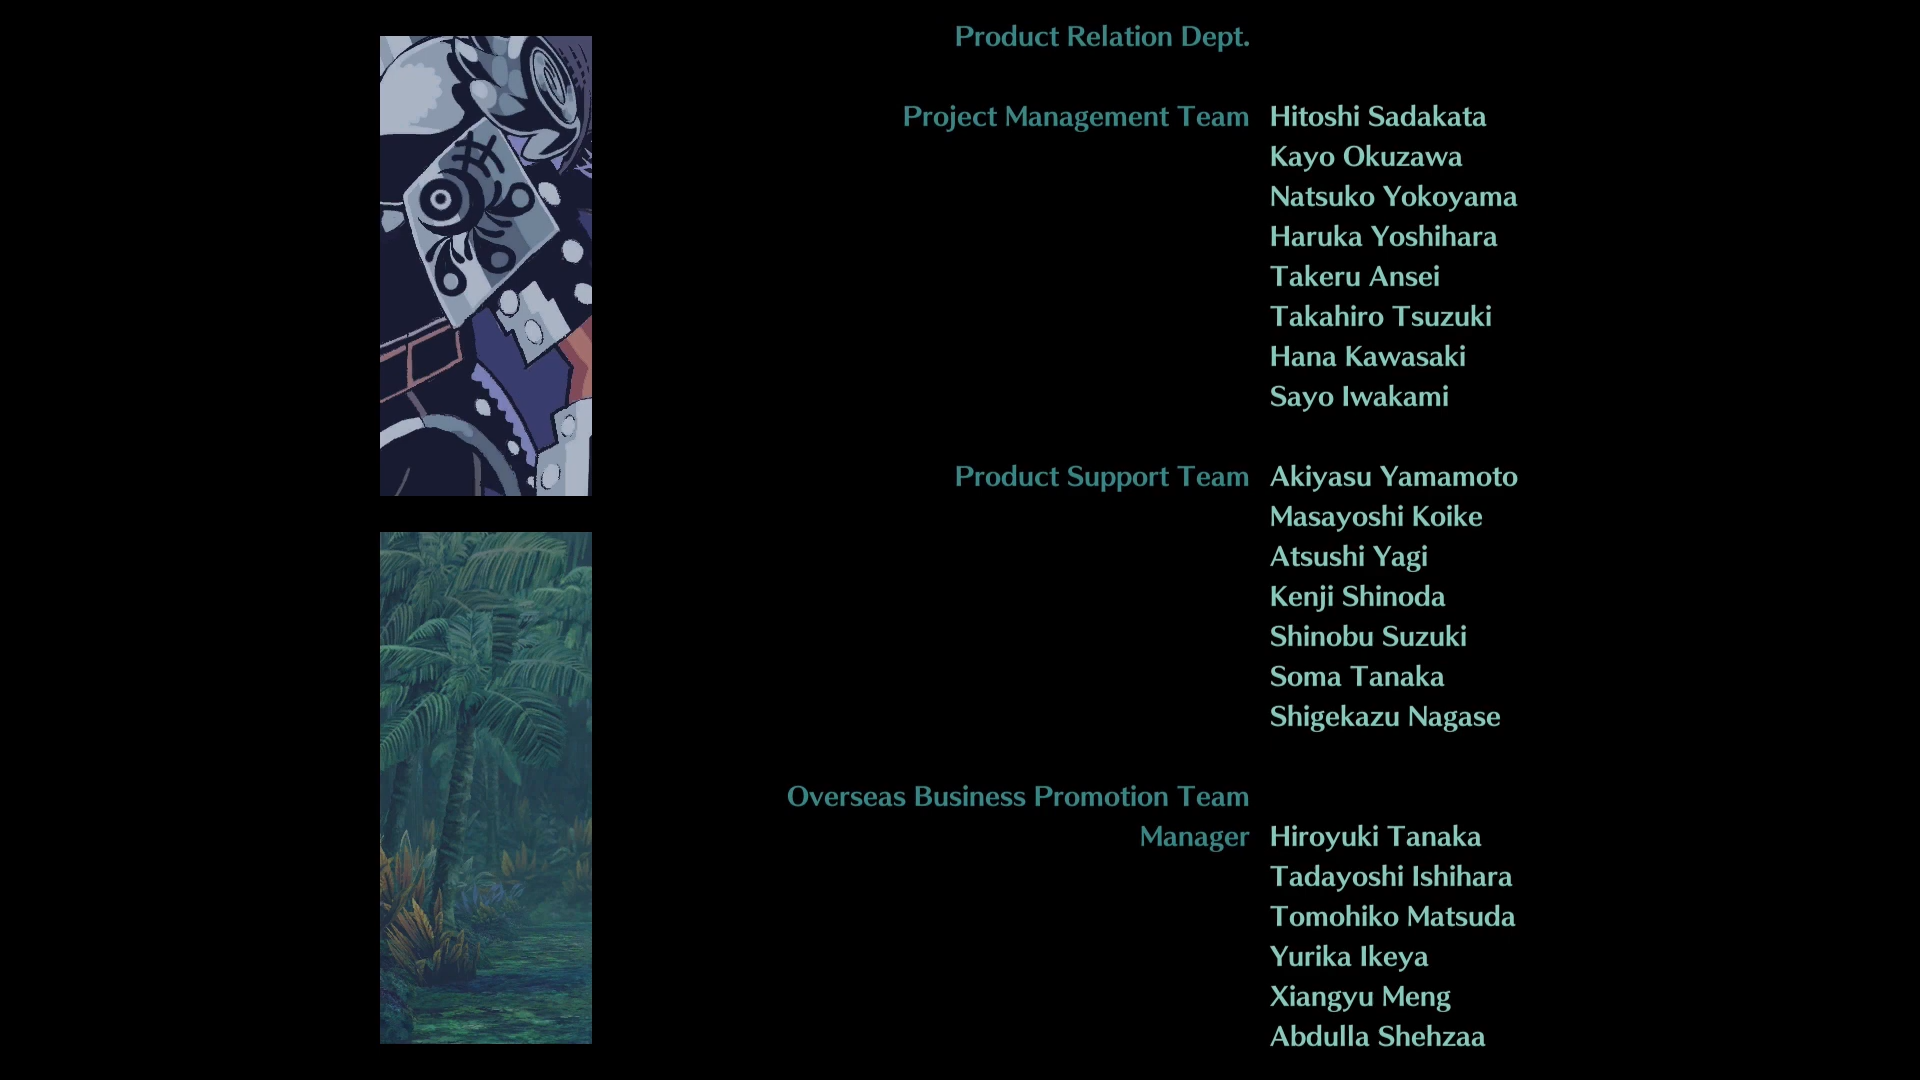 Product Relation Dept.
Project Management Team Hitoshi Sadakata
Kayo Okuzawa
Natsuko Yokoyama
Haruka Yoshihara
Takeru Ansei
Takahiro Tsuzuki
Hana Kawasaki
Sayo Iwakami
Product Support Team Akiyasu Yamamoto
Masayoshi Koike
Atsushi Yagi
Kenji Shinoda
Shinobu Suzuki
Soma Tanaka
Shigekazu Nagase
Overseas Business Promotion Team
Manager Hiroyuki Tanaka
Tadayoshi Ishihara
Tomohiko Matsuda
Yurika Ikeya
Xiangyu Meng
Abdulla Shehzaa